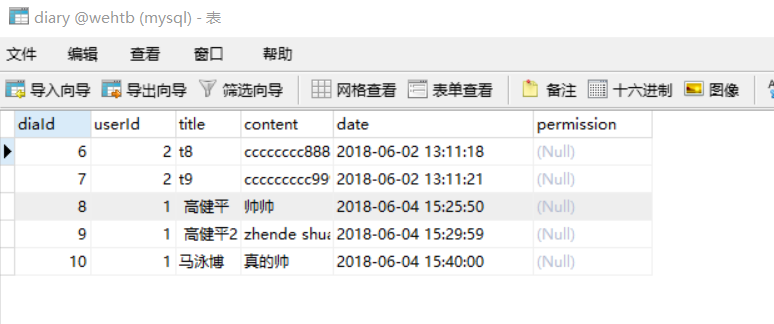 diary @wehtb (mysql) - 表
文件 编辑 查看 窗口 帮助
导入向导 导出向导 筛选向导 网格查看 表单查看 备注 十六进制 图像
diaId userId title content date permission
6 2 t8 cccccccc888 2018-06-02 13:11:18 (Null)
7 2 t9 ccccccccc99 2018-06-02 13:11:21 (Null)
8 1 高健平 帅帅 2018-06-04 15:25:50 (Null)
9 1 高健平2 zhende shua 2018-06-04 15:29:59 (Null)
10 1 马泳博 真的帅 2018-06-04 15:40:00 (Null)